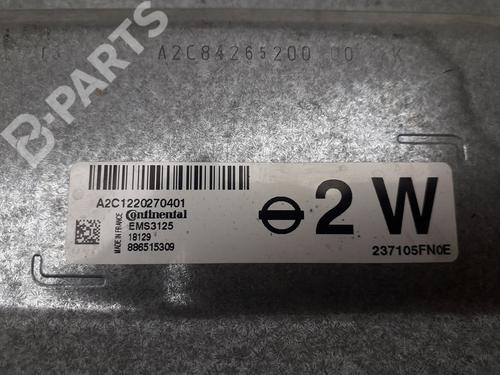 B-PARTS
A2C84265200
K
A2C1220270401
Continental
EMS3125
18129
886515309
MADE IN FRANCE
2 W
237105FN0E